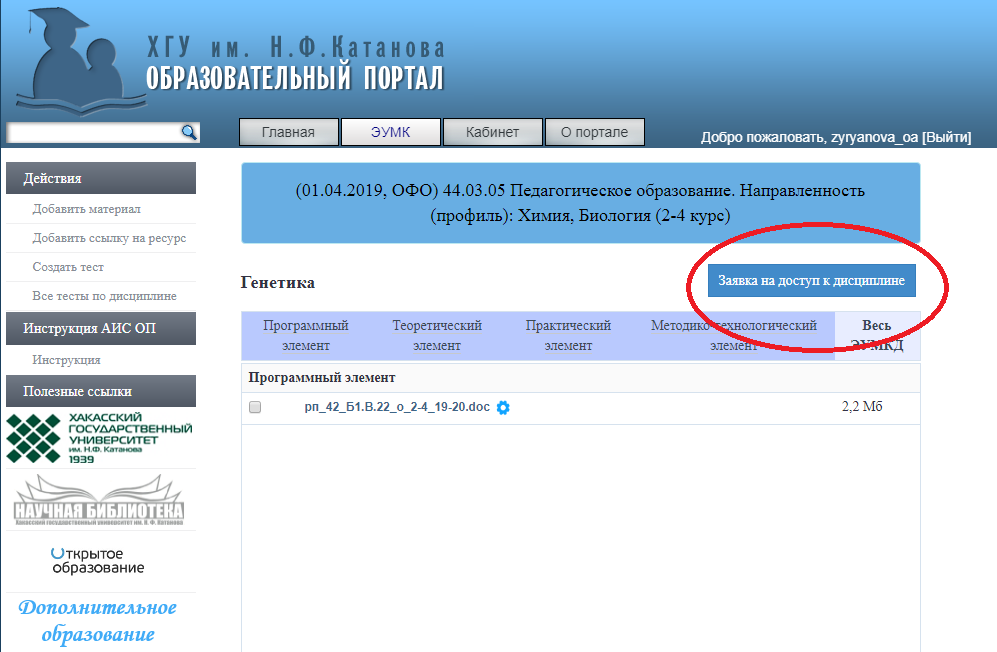 ХГУ им. Н.Ф.Катанова
ОБРАЗОВАТЕЛЬНЫЙ ПОРТАЛ
Главная
ЭУМК
Кабинет
О портале
Добро пожаловать, zyryanova_oa [Выйти]
Действия
Добавить материал
Добавить ссылку на ресурс
Создать тест
Все тесты по дисциплине
Инструкция АИС ОП
Инструкция
Полезные ссылки
ХАКАССКИЙ
ГОСУДАРСТВЕННЫЙ
УНИВЕРСИТЕТ
им. Н.Ф. Катанова
1939
НАУЧНАЯ БИБЛИОТЕКА
Хакасский государственный университет им. Н. Ф. Катанова
Открытое
образование
Дополнительное
образование
(01.04.2019, ОФО) 44.03.05 Педагогическое образование. Направленность
(профиль): Химия, Биология (2-4 курс)
Генетика
Заявка на доступ к дисциплине
Программный
элемент
Теоретический
элемент
Практический
элемент
Методико-технологический
элемент
Весь
ЭУМКД
Программный элемент
рп_42_Б1.В.22_о_2-4_19-20.doc
2,2 Мб